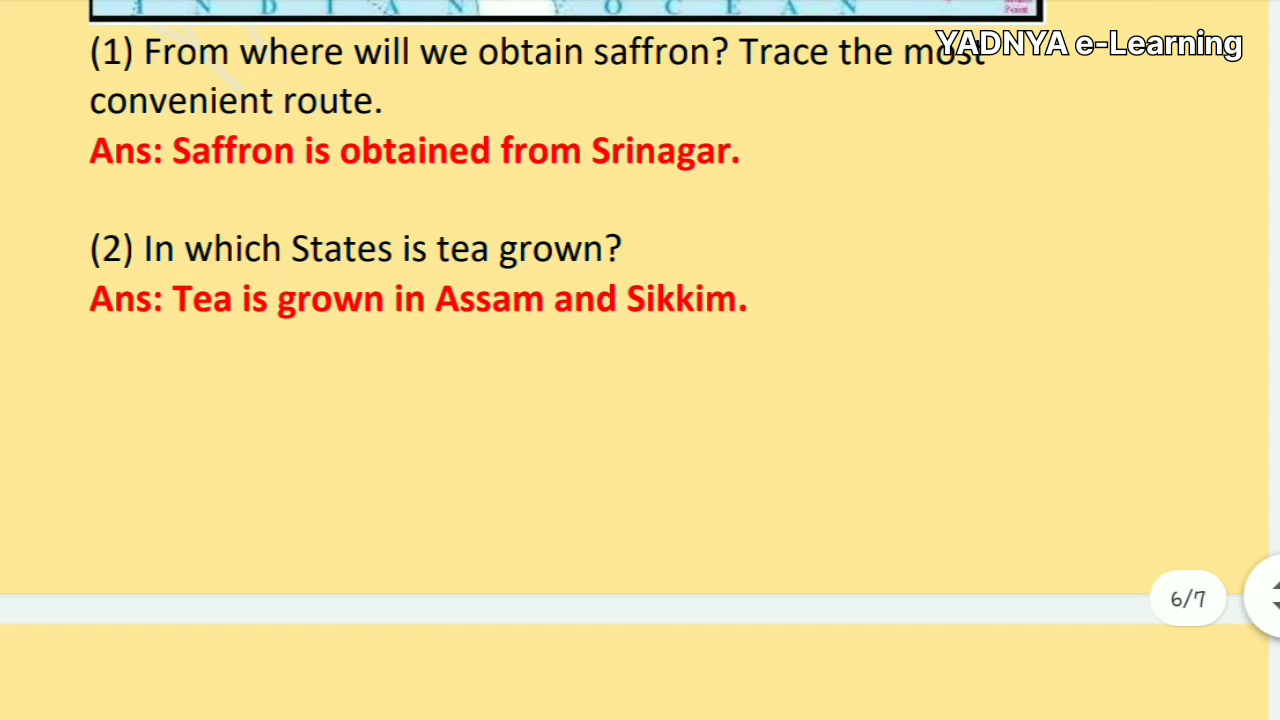 I N D I A N O C E A N
Point
YADNYA e-Learning
(1) From where will we obtain saffron? Trace the most
convenient route.
Ans: Saffron is obtained from Srinagar.
(2) In which States is tea grown?
Ans: Tea is grown in Assam and Sikkim.
6/7